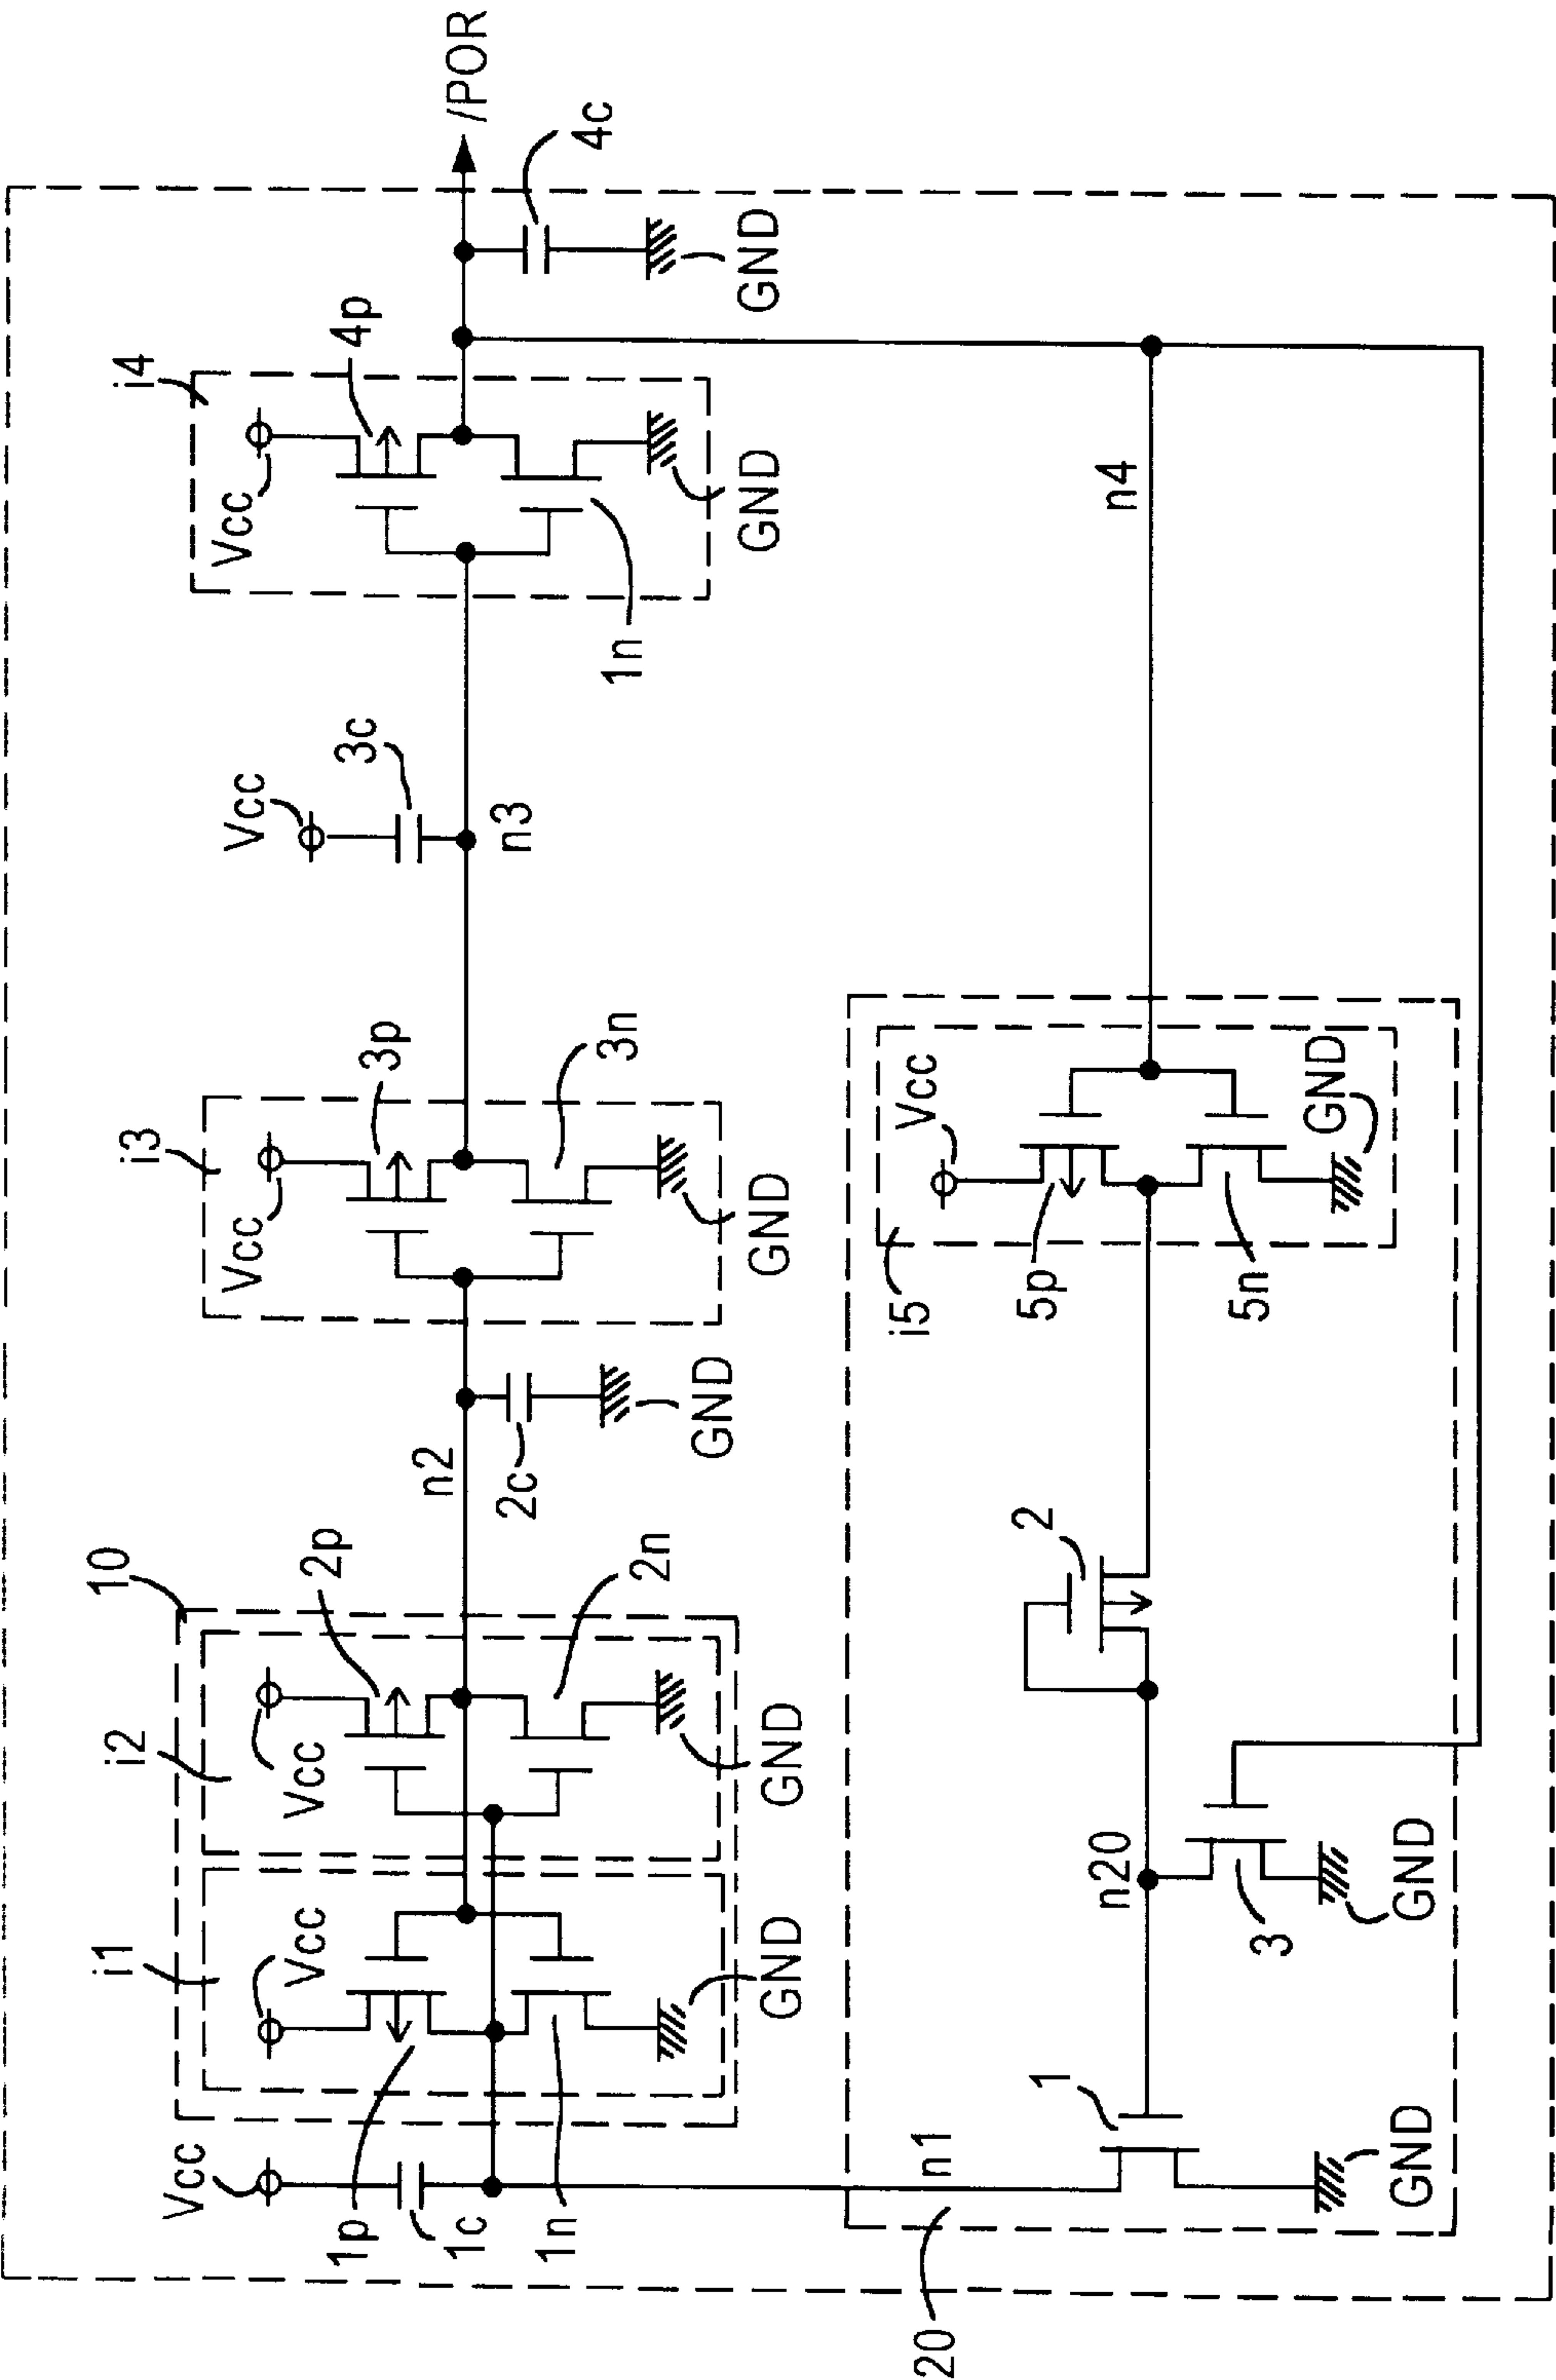 10
i1
i2
i3
i4
Vcc
Vcc
Vcc
Vcc
Vcc
Vcc
1p
2p
3p
3c
4p
1c
n2
n3
/POR
1n
2c
4c
2n
3n
1n
GND
GND
GND
GND
GND
GND
20
n1
i5
Vcc
1
2
5p
n20
n4
3
5n
GND
GND
GND